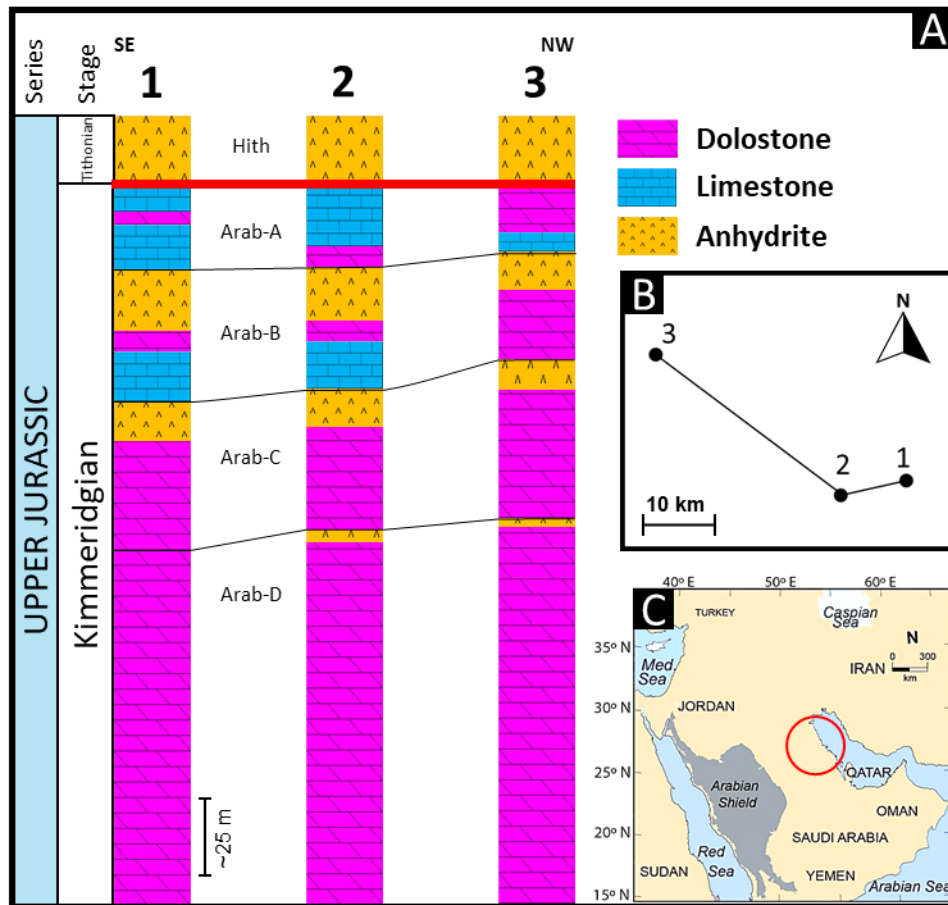 A
Series
Stage
SE
NW
1
2
3
UPPER JURASSIC
Tithonian
Kimmeridgian
Hith
Arab-A
Arab-B
Arab-C
Arab-D
~25 m
Dolostone
Limestone
Anhydrite
B
N
3
2
1
10 km
C
40° E
50° E
60° E
35° N
30° N
25° N
20° N
15° N
TURKEY
Caspian
Sea
N
0 300
km
Med
Sea
IRAN
JORDAN
QATAR
Arabian
Shield
OMAN
SAUDI ARABIA
Red
Sea
SUDAN
YEMEN
Arabian Sea